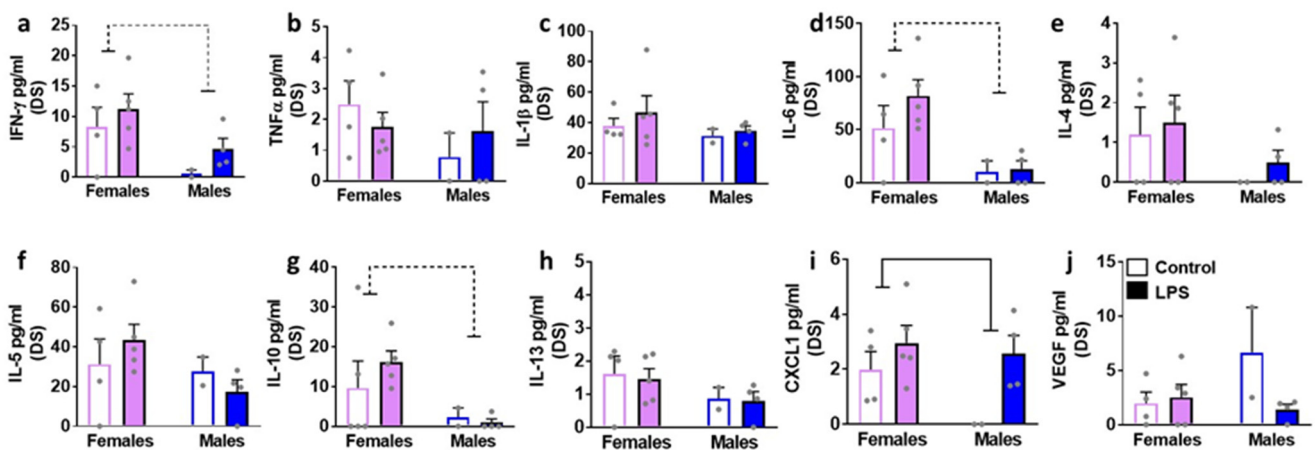 a
IFN-γ pg/ml
(DS)
25
20
15
10
5
0
Females
Males
b
TNFα pg/ml
(DS)
5
4
3
2
1
0
Females
Males
c
IL-1β pg/ml
(DS)
100
80
60
40
20
0
Females
Males
d
IL-6 pg/ml
(DS)
150
100
50
0
Females
Males
e
IL-4 pg/ml
(DS)
4
3
2
1
0
Females
Males
f
IL-5 pg/ml
(DS)
80
60
40
20
0
Females
Males
g
IL-10 pg/ml
(DS)
40
30
20
10
0
Females
Males
h
IL-13 pg/ml
(DS)
5
4
3
2
1
0
Females
Males
i
CXCL1 pg/ml
(DS)
6
4
2
0
Females
Males
j
VEGF pg/ml
(DS)
15
10
5
0
Control
LPS
Females
Males